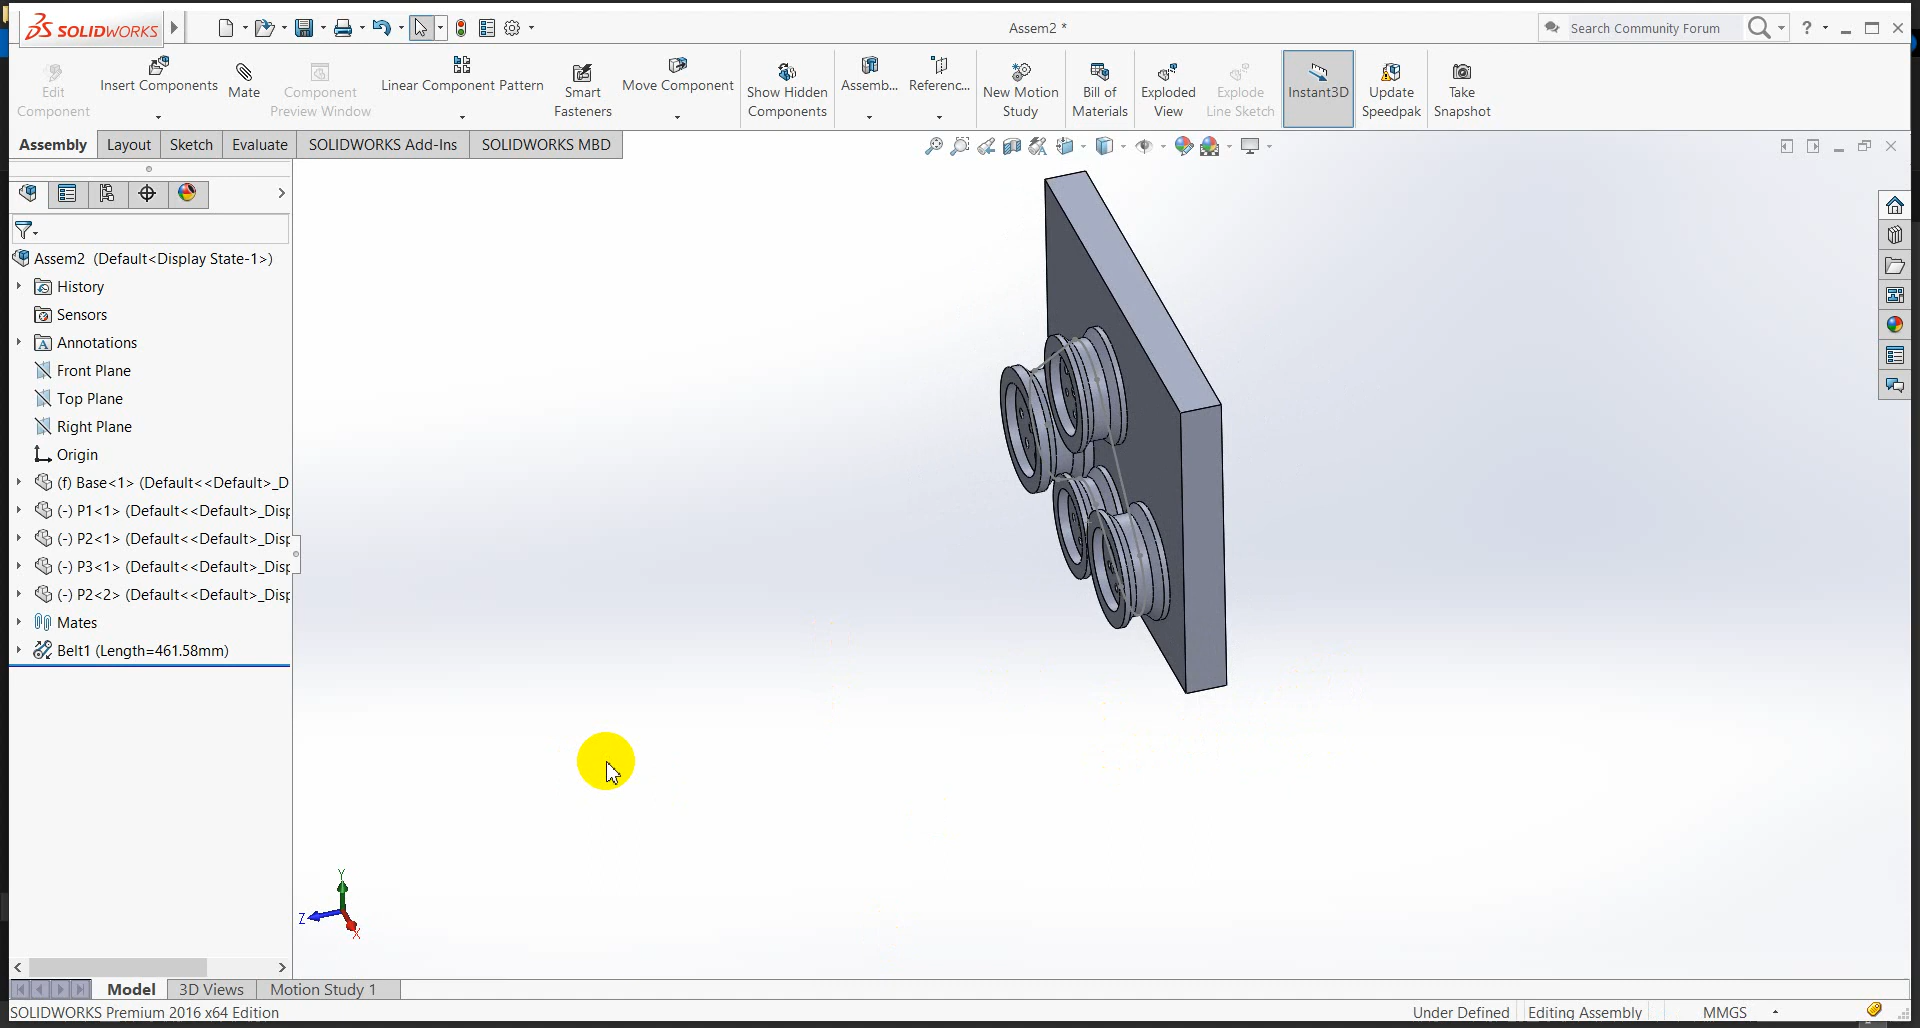 SOLIDWORKS
Assem2 *
Search Community Forum
?
Edit Component
Insert Components
Mate
Component Preview Window
Linear Component Pattern
Smart Fasteners
Move Component
Show Hidden Components
Assemb...
Referenc...
New Motion Study
Bill of Materials
Exploded View
Explode Line Sketch
Instant3D
Update Speedpak
Take Snapshot
Assembly
Layout
Sketch
Evaluate
SOLIDWORKS Add-Ins
SOLIDWORKS MBD
Assem2 (Default<Display State-1>)
History
Sensors
Annotations
Front Plane
Top Plane
Right Plane
Origin
(f) Base<1> (Default<<Default>_D
(-) P1<1> (Default<<Default>_Disp
(-) P2<1> (Default<<Default>_Disp
(-) P3<1> (Default<<Default>_Disp
(-) P2<2> (Default<<Default>_Disp
Mates
Belt1 (Length=461.58mm)
Y
Z
X
Model
3D Views
Motion Study 1
SOLIDWORKS Premium 2016 x64 Edition
Under Defined
Editing Assembly
MMGS